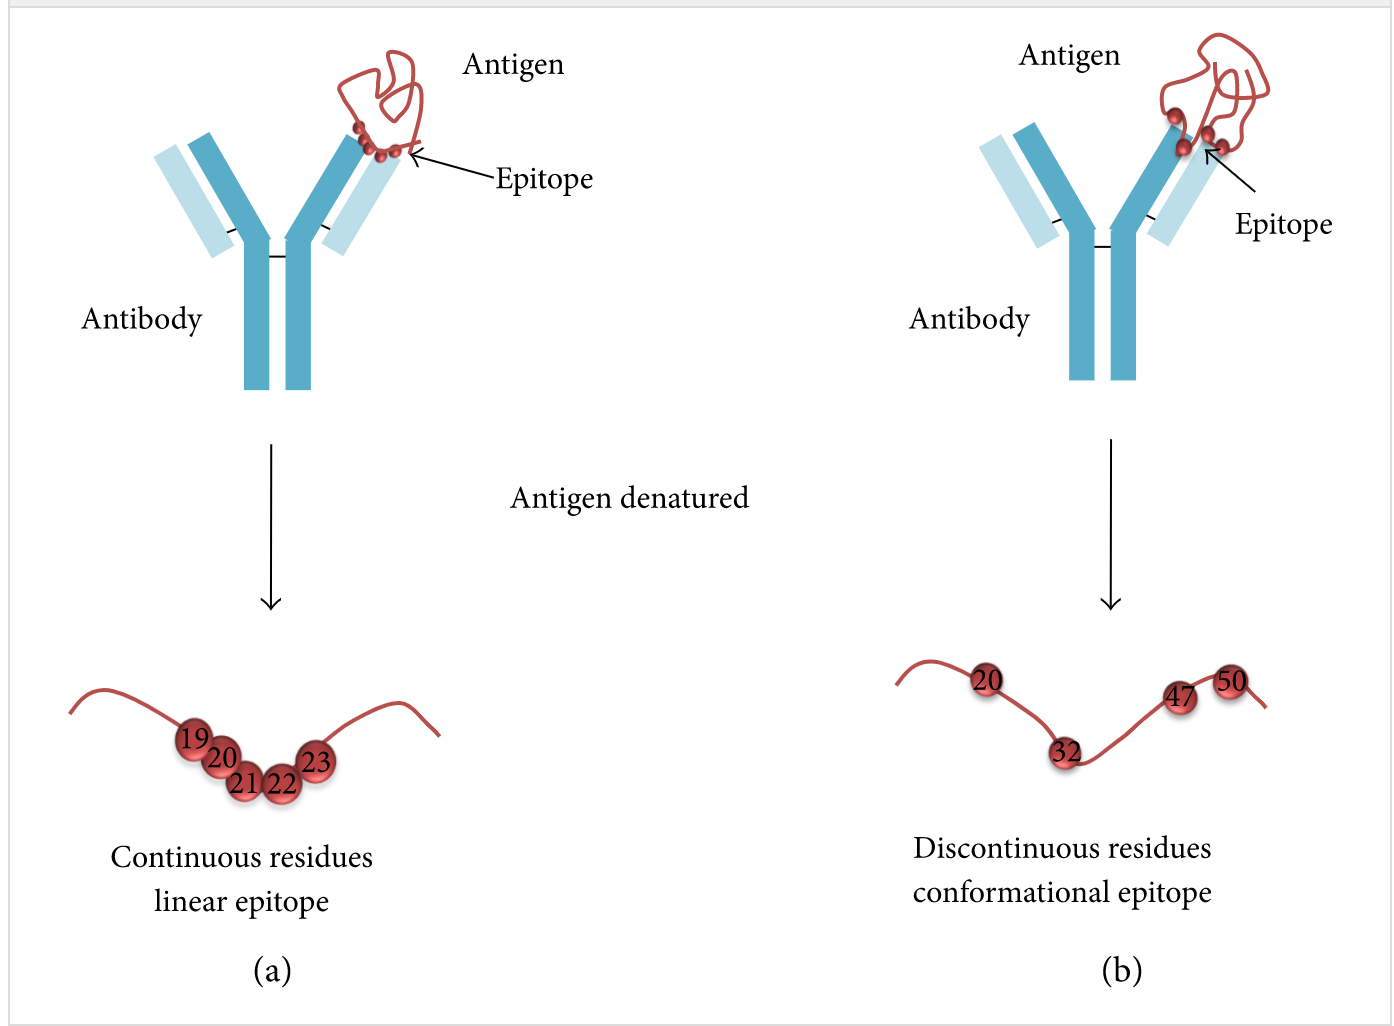 Antigen
Epitope
Antibody
Antigen
Epitope
Antibody
Antigen denatured
19
20
21
22
23
Continuous residues
linear epitope
(a)
20
32
47
50
Discontinuous residues
conformational epitope
(b)